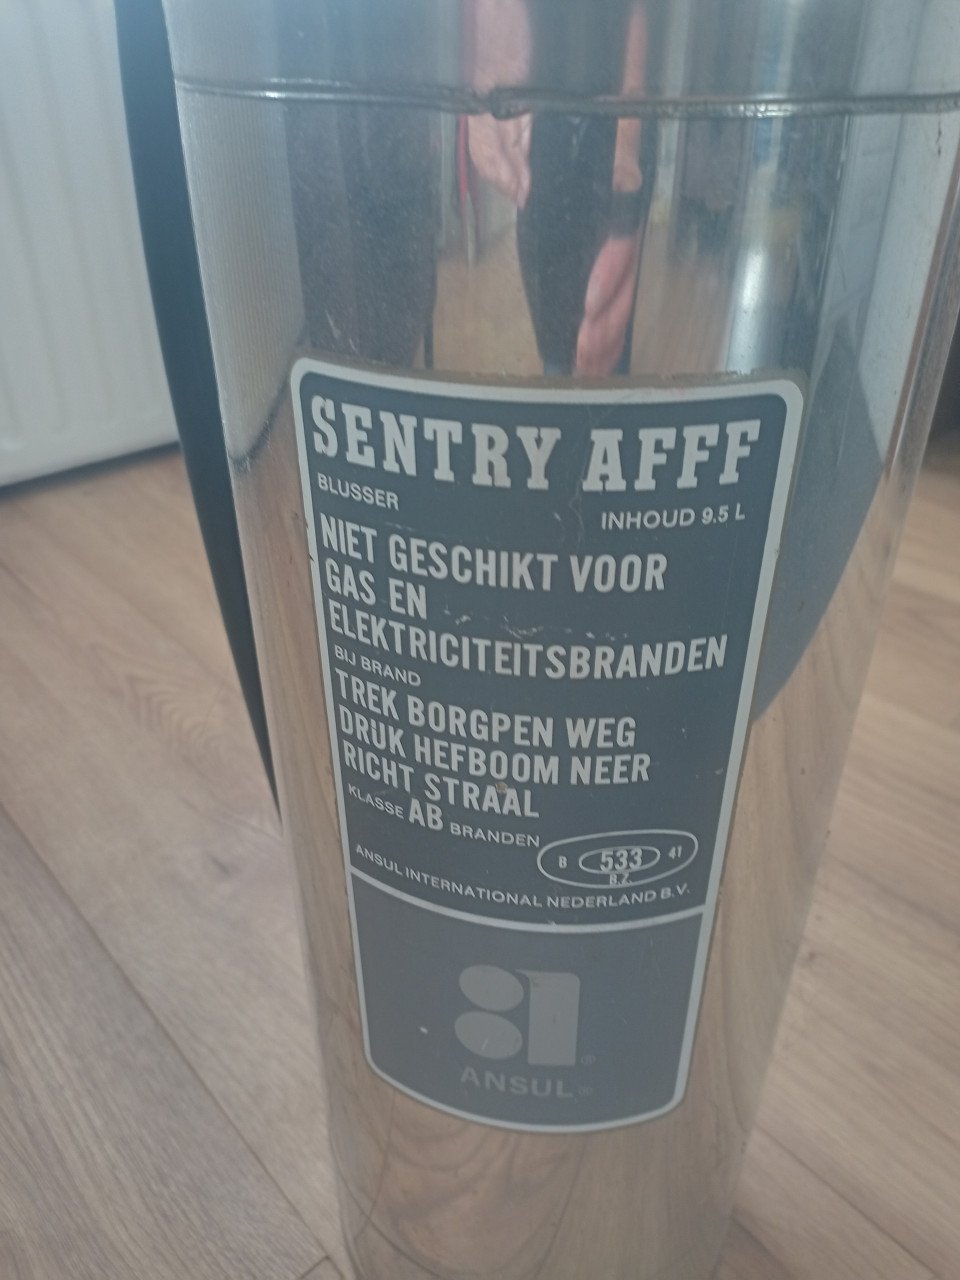 SENTRY AFFF
BLUSSER
INHOUD 9.5 L
NIET GESCHIKT VOOR
GAS EN
ELEKTRICITEITSBRANDEN
BIJ BRAND
TREK BORGPEN WEG
DRUK HEFBOOM NEER
RICHT STRAAL
KLASSE AB BRANDEN
B 533 41
B.Z.
ANSUL INTERNATIONAL NEDERLAND B.V.
a®
ANSUL®